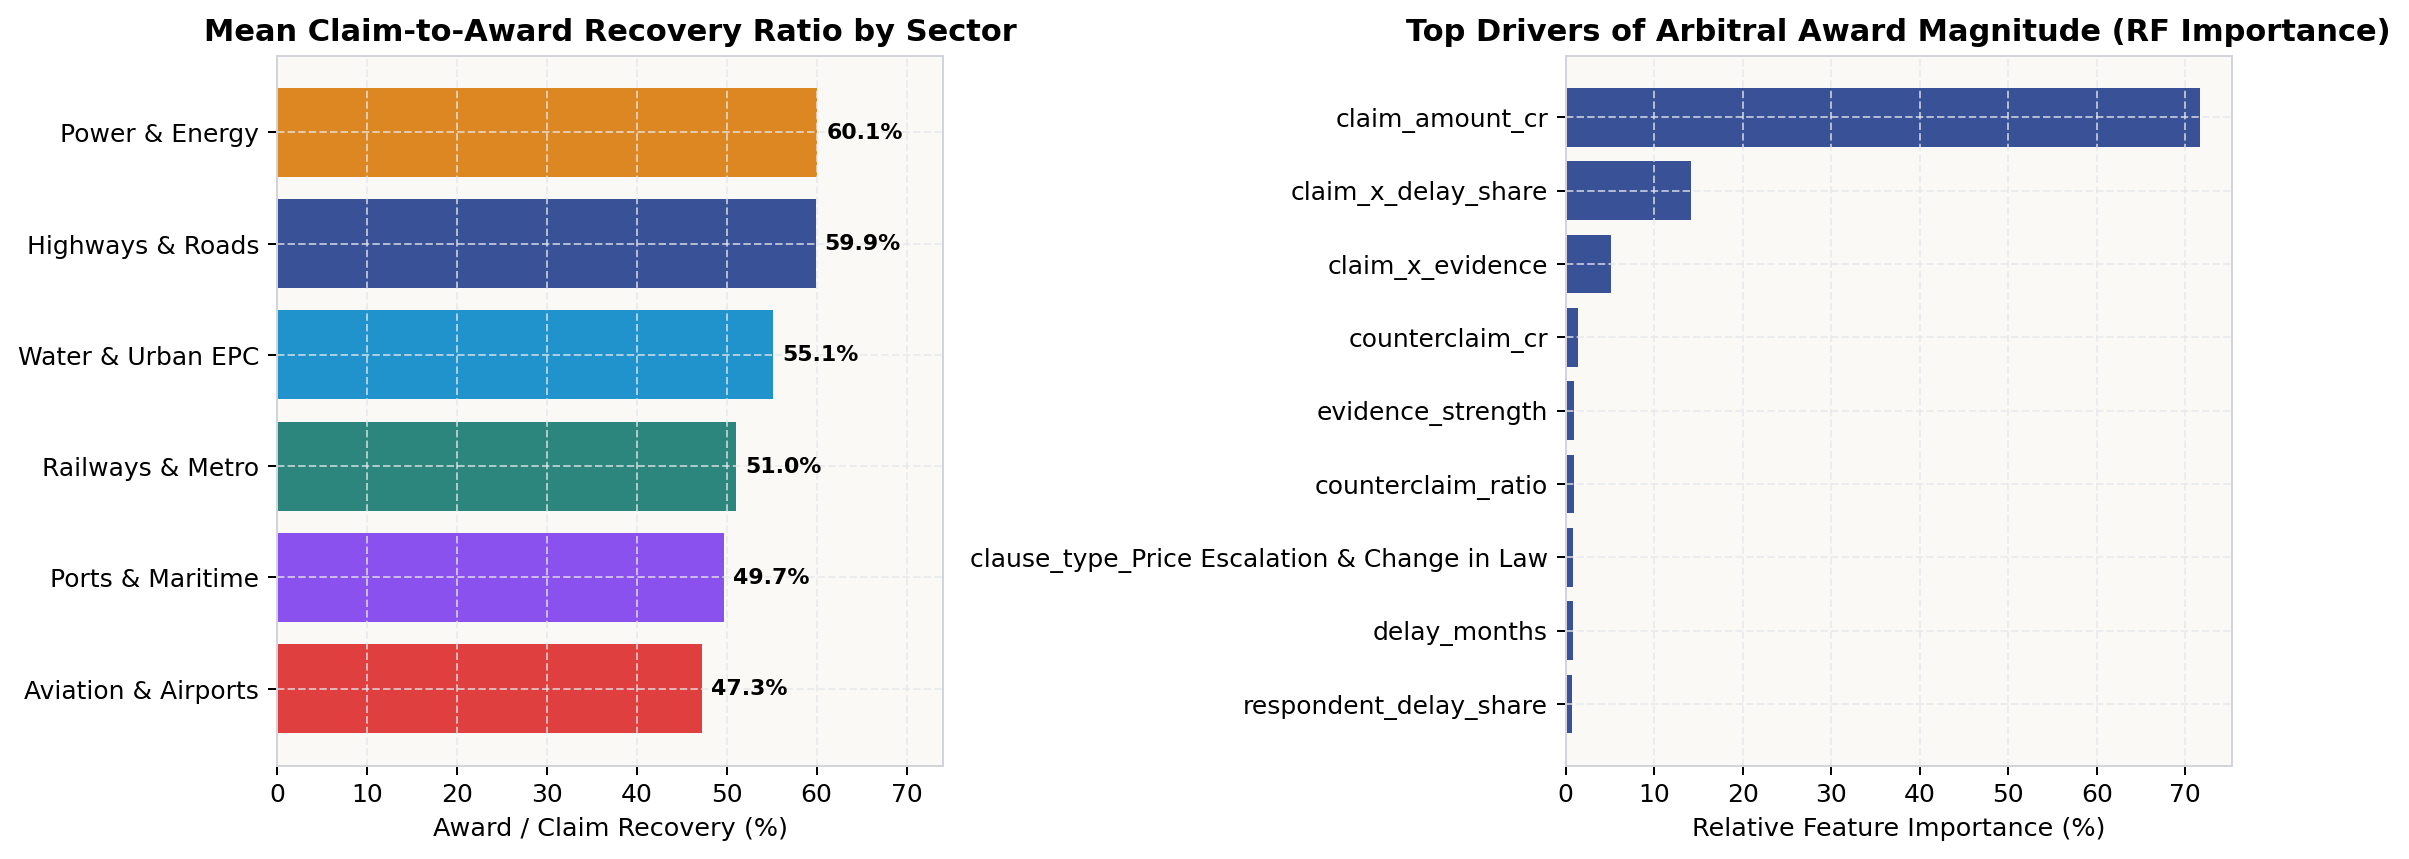 Mean Claim-to-Award Recovery Ratio by Sector
Power & Energy
60.1%
Highways & Roads
59.9%
Water & Urban EPC
55.1%
Railways & Metro
51.0%
Ports & Maritime
49.7%
Aviation & Airports
47.3%
0 10 20 30 40 50 60 70
Award / Claim Recovery (%)
Top Drivers of Arbitral Award Magnitude (RF Importance)
claim_amount_cr
claim_x_delay_share
claim_x_evidence
counterclaim_cr
evidence_strength
counterclaim_ratio
clause_type_Price Escalation & Change in Law
delay_months
respondent_delay_share
0 10 20 30 40 50 60 70
Relative Feature Importance (%)